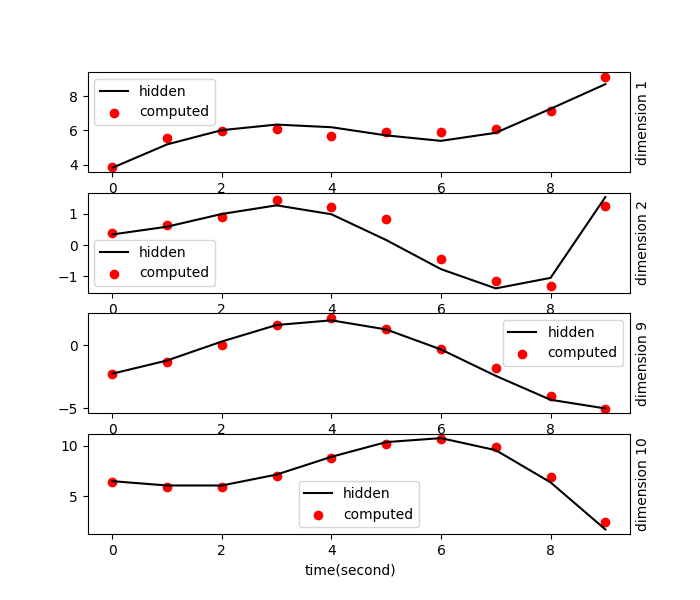 8
6
4
hidden
computed
dimension 1
0 2 4 6 8
1
0
−1
hidden
computed
dimension 2
0 2 4 6 8
0
−5
hidden
computed
dimension 9
0 2 4 6 8
10
5
hidden
computed
dimension 10
0 2 4 6 8
time(second)